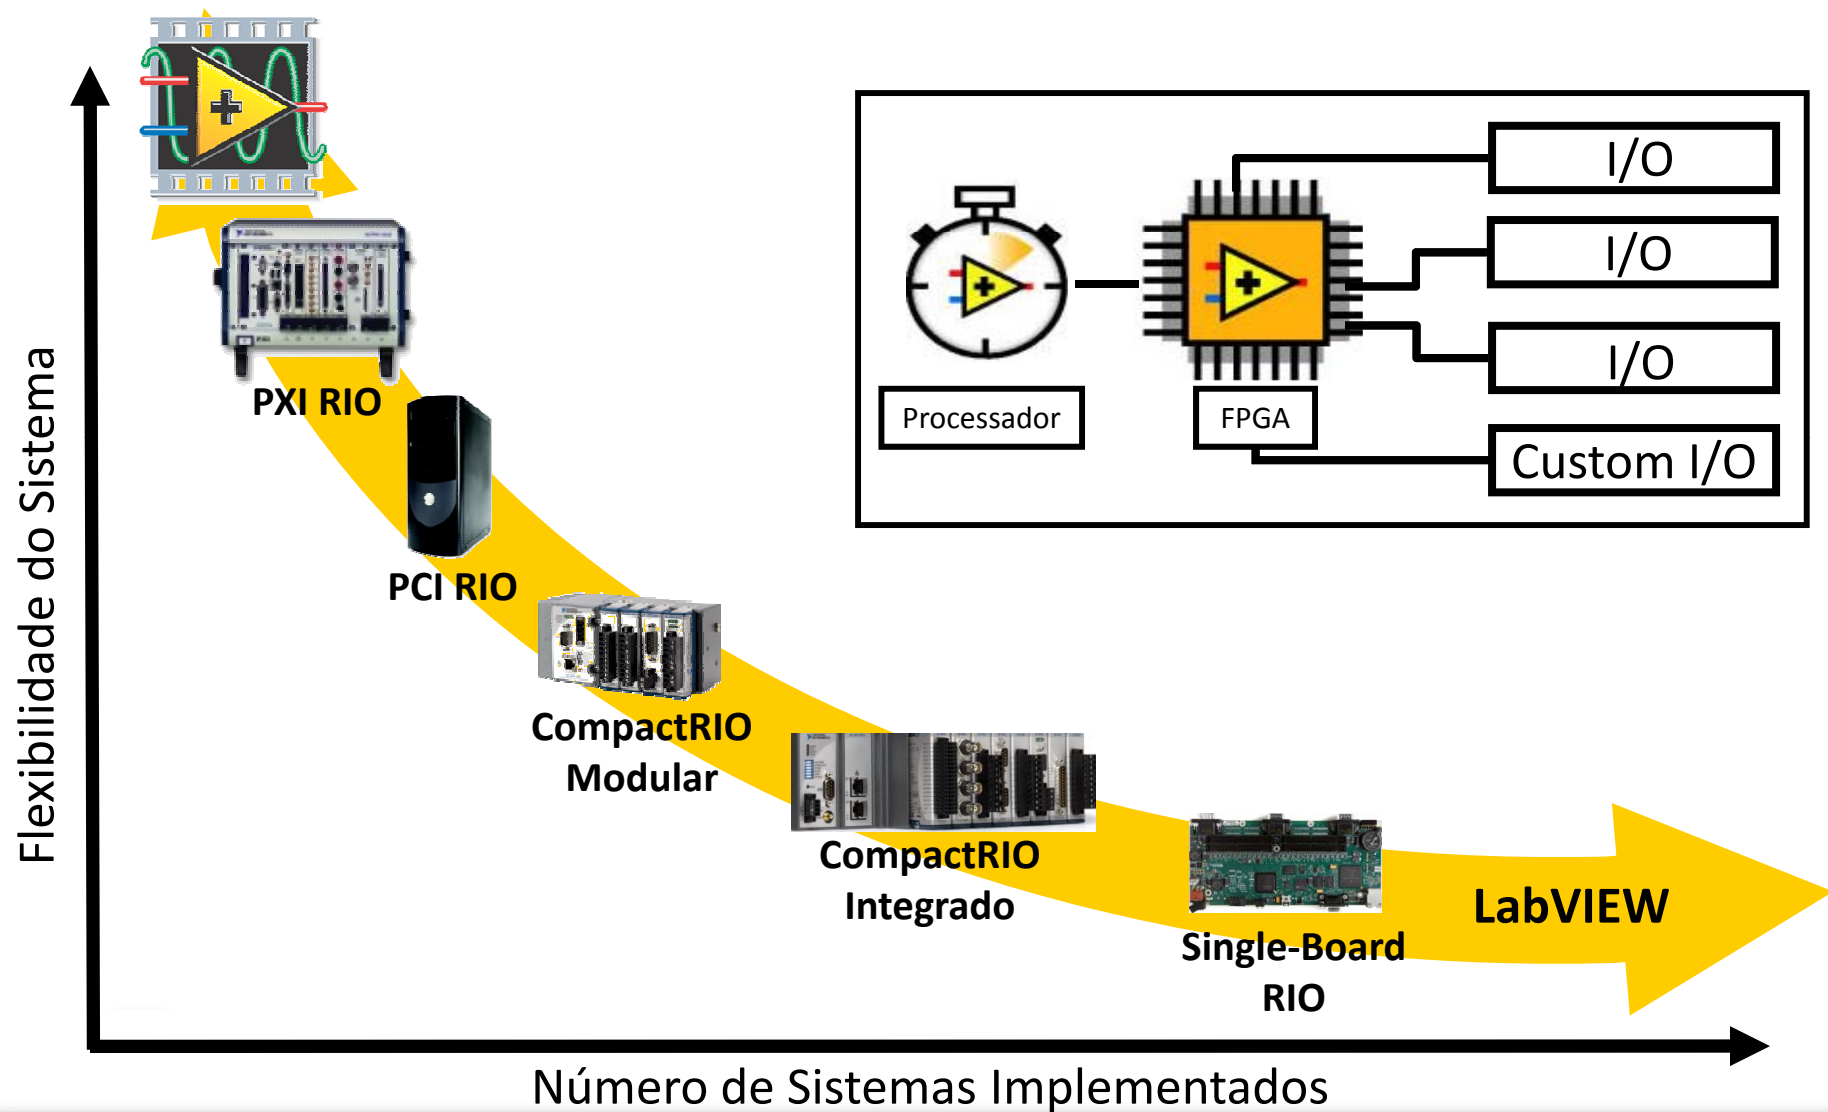 Flexibilidade do Sistema
PXI RIO
PCI RIO
CompactRIO
Modular
CompactRIO
Integrado
Single-Board
RIO
LabVIEW
Número de Sistemas Implementados
Processador
FPGA
I/O
I/O
I/O
Custom I/O